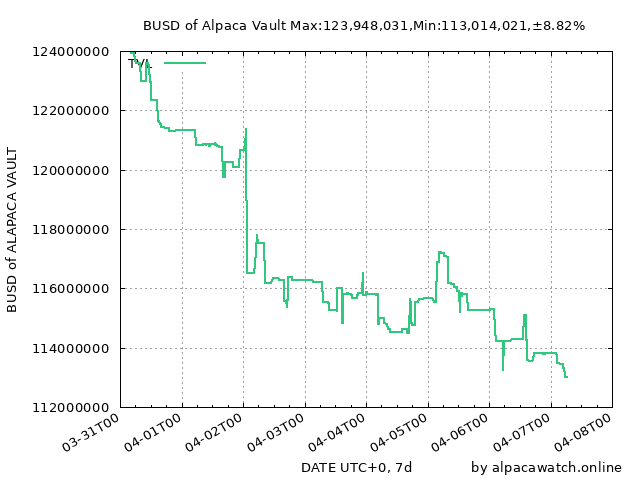 BUSD of Alpaca Vault Max:123,948,031,Min:113,014,021,±8.82%
124000000
TVL
122000000
120000000
118000000
116000000
114000000
112000000
BUSD of ALAPACA VAULT
03-31T00
04-01T00
04-02T00
04-03T00
04-04T00
04-05T00
04-06T00
04-07T00
04-08T00
DATE UTC+0, 7d
by alpacawatch.online